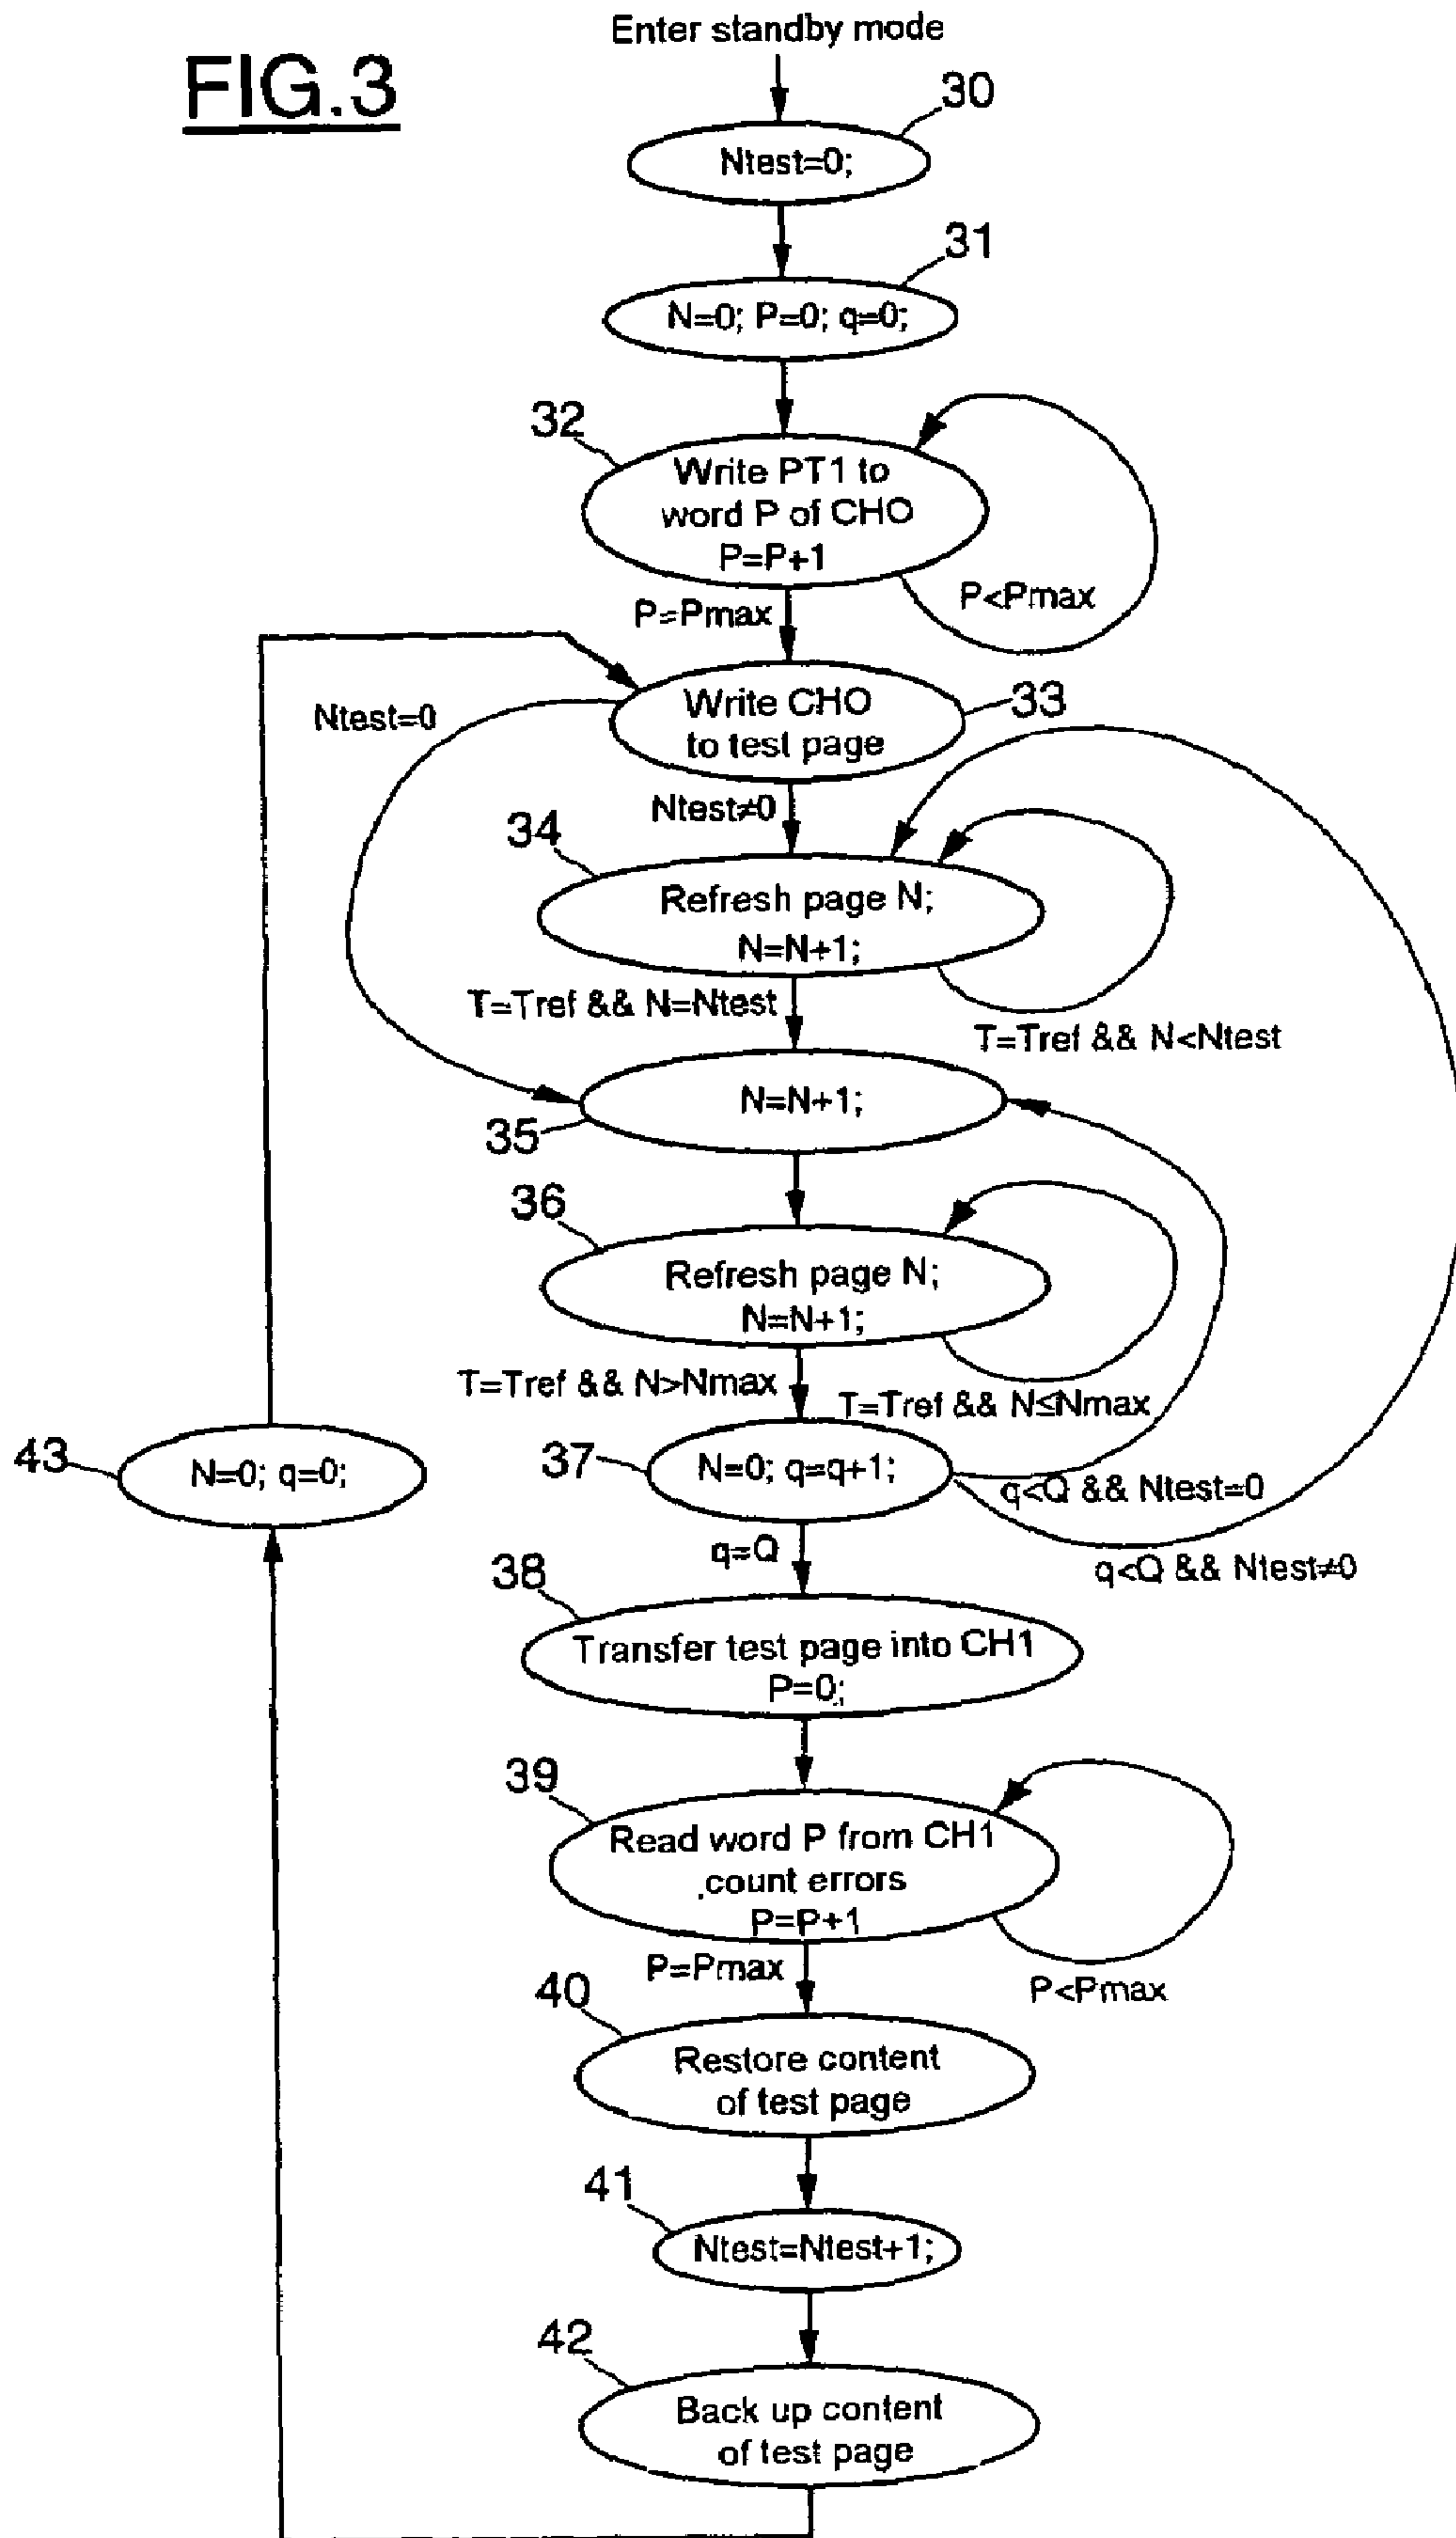 FIG.3
Enter standby mode
30
Ntest=0;
31
N=0; P=0; q=0;
32
Write PT1 to
word P of CHO
P=P+1
P<Pmax
P=Pmax
Ntest=0
Write CHO
to test page
33
Ntest≠0
34
Refresh page N;
N=N+1;
T=Tref && N=Ntest
T=Tref && N<Ntest
N=N+1;
35
36
Refresh page N;
N=N+1;
T=Tref && N>Nmax
T=Tref && N≤Nmax
43
N=0; q=0;
37
N=0; q=q+1;
q<Q && Ntest=0
q=Q
q<Q && Ntest≠0
38
Transfer test page into CH1
P=0;
39
Read word P from CH1
count errors
P=P+1
P=Pmax
P<Pmax
40
Restore content
of test page
41
Ntest=Ntest+1;
42
Back up content
of test page